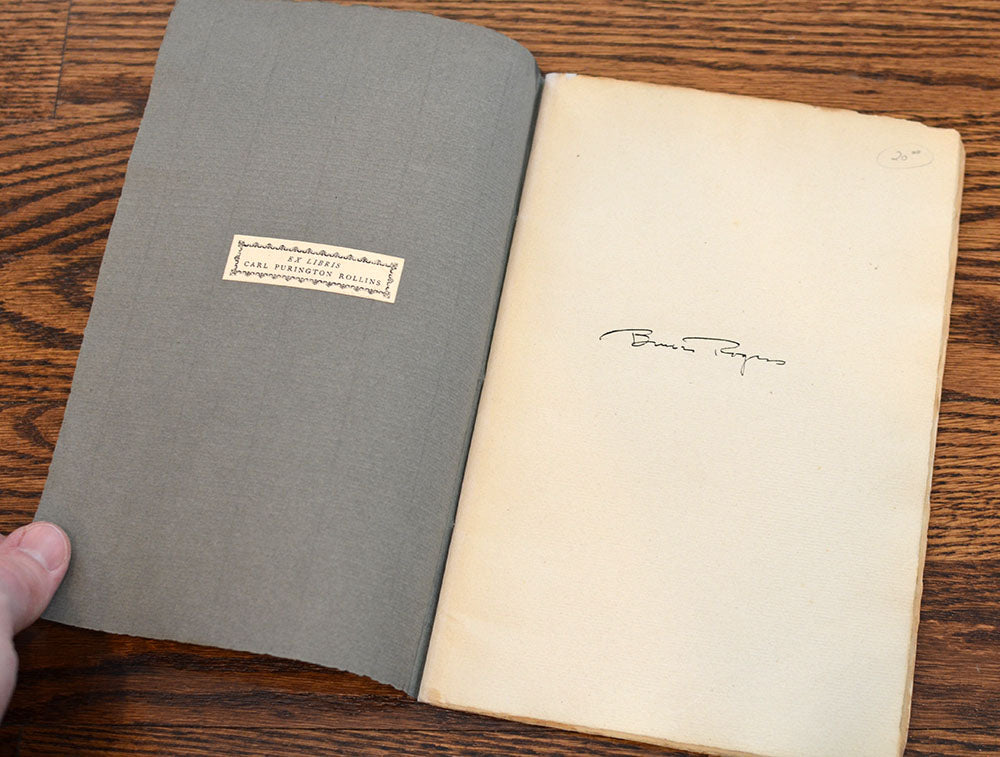 EX LIBRIS
CARL PURINGTON ROLLINS
20⁰⁰
Bruce Rogers